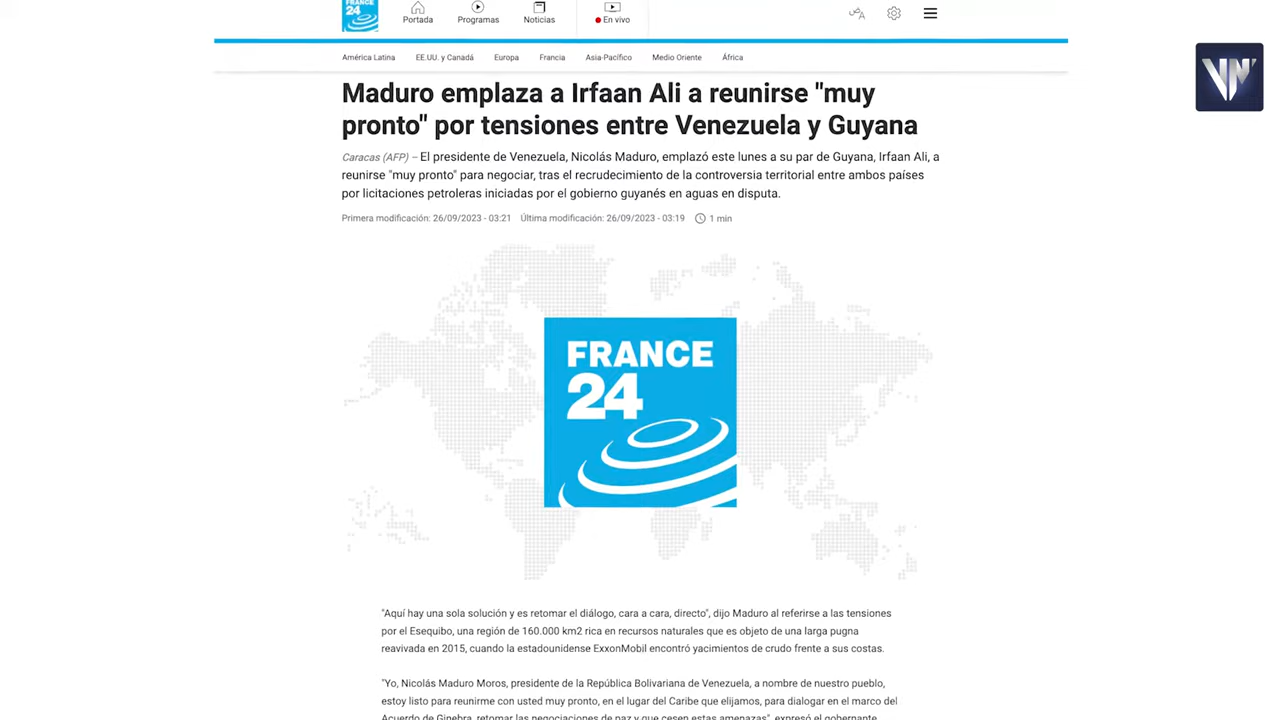 FRANCE
24
Portada
Programas
Noticias
En vivo
América Latina
EE.UU. y Canadá
Europa
Francia
Asia-Pacífico
Medio Oriente
África
VN
Maduro emplaza a Irfaan Ali a reunirse "muy
pronto" por tensiones entre Venezuela y Guyana
Caracas (AFP) – El presidente de Venezuela, Nicolás Maduro, emplazó este lunes a su par de Guyana, Irfaan Ali, a
reunirse "muy pronto" para negociar, tras el recrudecimiento de la controversia territorial entre ambos países
por licitaciones petroleras iniciadas por el gobierno guyanés en aguas en disputa.
Primera modificación: 26/09/2023 - 03:21 Última modificación: 26/09/2023 - 03:19 1 min
FRANCE
24
"Aquí hay una sola solución y es retomar el diálogo, cara a cara, directo", dijo Maduro al referirse a las tensiones
por el Esequibo, una región de 160.000 km2 rica en recursos naturales que es objeto de una larga pugna
reavivada en 2015, cuando la estadounidense ExxonMobil encontró yacimientos de crudo frente a sus costas.
"Yo, Nicolás Maduro Moros, presidente de la República Bolivariana de Venezuela, a nombre de nuestro pueblo,
estoy listo para reunirme con usted muy pronto, en el lugar del Caribe que elijamos, para dialogar en el marco del
Acuerdo de Ginebra, retomar las negociaciones de paz y que cesen estas amenazas", expresó el gobernante